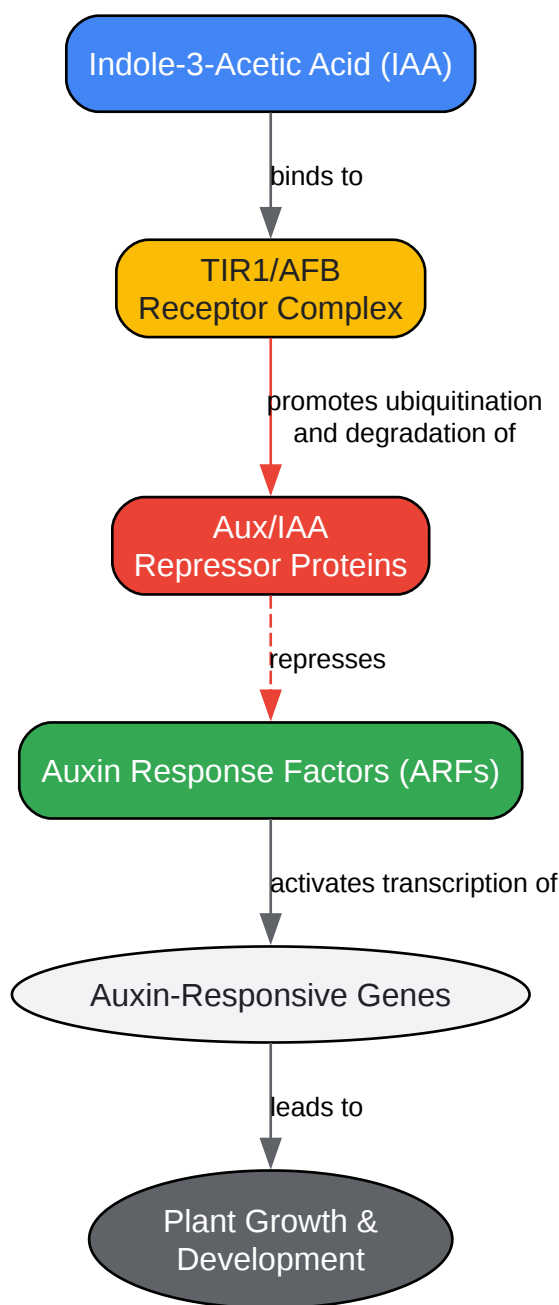 Indole-3-Acetic Acid (IAA)
binds to
TIR1/AFB
Receptor Complex
promotes ubiquitination
and degradation of
Aux/IAA
Repressor Proteins
represses
Auxin Response Factors (ARFs)
activates transcription of
Auxin-Responsive Genes
leads to
Plant Growth &
Development